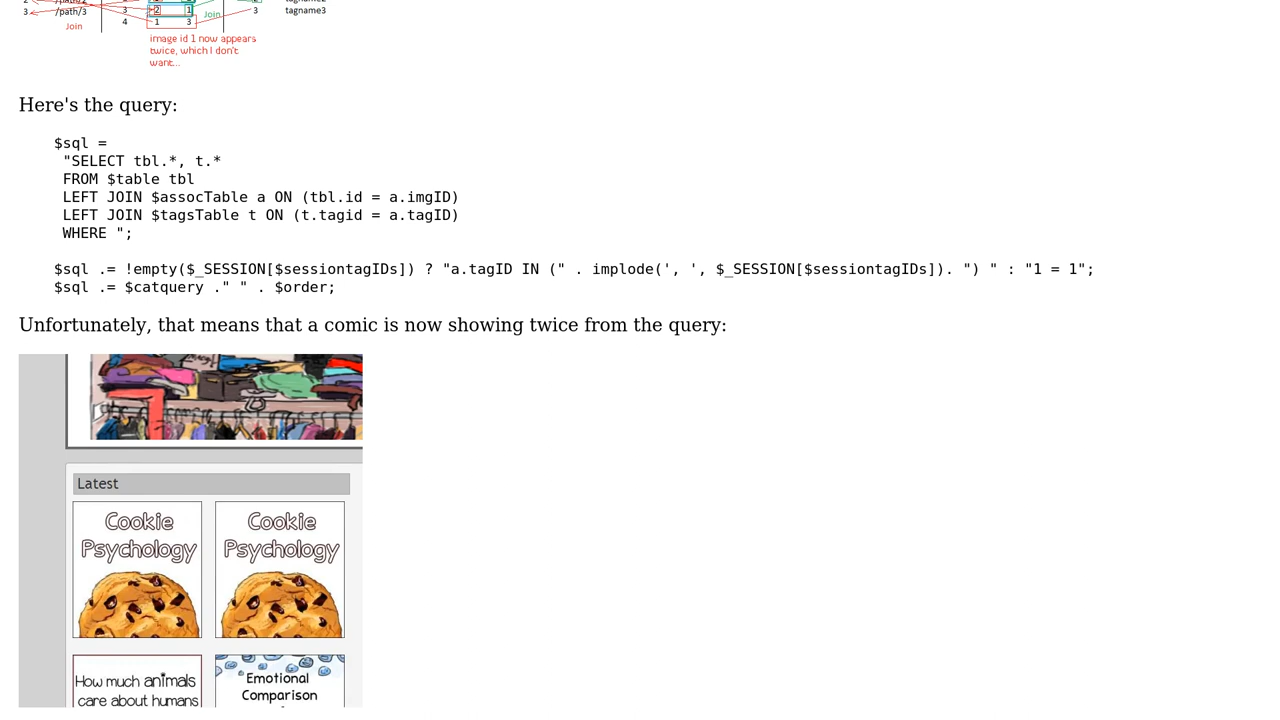 3 2 1 Join 3 tagname3
3 /path/3
4 1 3
Join
image id 1 now appears
twice, which I don't
want...
Here's the query:
$sql =
"SELECT tbl.*, t.*
FROM $table tbl
LEFT JOIN $assocTable a ON (tbl.id = a.imgID)
LEFT JOIN $tagsTable t ON (t.tagid = a.tagID)
WHERE ";
$sql .= !empty($_SESSION[$sessiontagIDs]) ? "a.tagID IN (" . implode(', ', $_SESSION[$sessiontagIDs]). ") " : "1 = 1";
$sql .= $catquery ." " . $order;
Unfortunately, that means that a comic is now showing twice from the query:
Latest
Cookie
Psychology
Cookie
Psychology
How much animals
care about humans
Emotional
Comparison